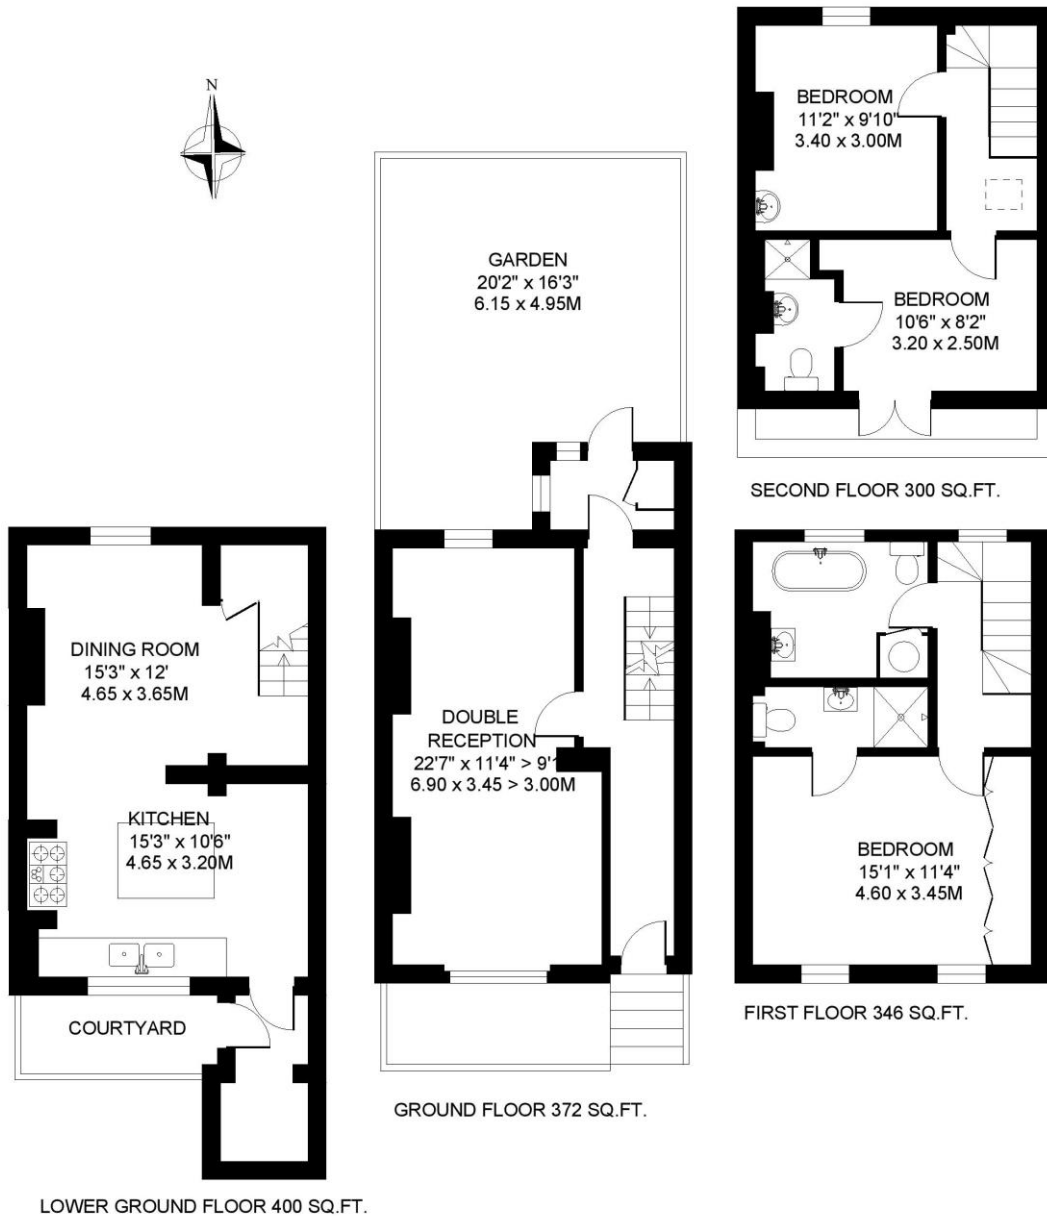 N
BEDROOM
11'2" x 9'10"
3.40 x 3.00M
GARDEN
20'2" x 16'3"
6.15 x 4.95M
BEDROOM
10'6" x 8'2"
3.20 x 2.50M
SECOND FLOOR 300 SQ.FT.
DINING ROOM
15'3" x 12'
4.65 x 3.65M
KITCHEN
15'3" x 10'6"
4.65 x 3.20M
COURTYARD
LOWER GROUND FLOOR 400 SQ.FT.
DOUBLE
RECEPTION
22'7" x 11'4" >
6.90 x 3.45 > 3.00M
GROUND FLOOR 372 SQ.FT.
BEDROOM
15'1" x 11'4"
4.60 x 3.45M
FIRST FLOOR 346 SQ.FT.